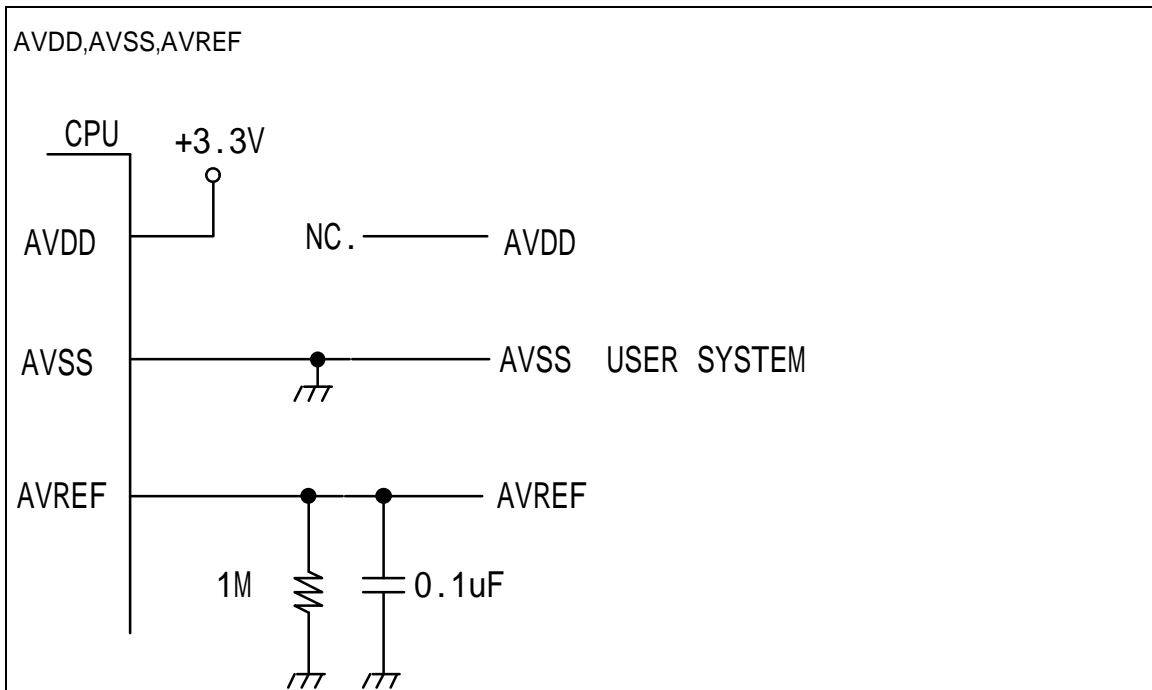 AVDD,AVSS,AVREF
CPU
+3.3V
AVDD
NC.
AVDD
AVSS
AVSS USER SYSTEM
AVREF
AVREF
1M
0.1uF